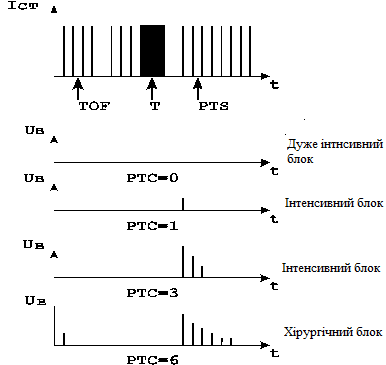 Iст
t
TOF T PTS
Uв
Дуже інтнсивний
блок
t
PTC=0
Uв
Інтенсивний блок
t
PTC=1
Uв
Інтенсивний блок
t
PTC=3
Uв
Хірургічний блок
t
PTC=6